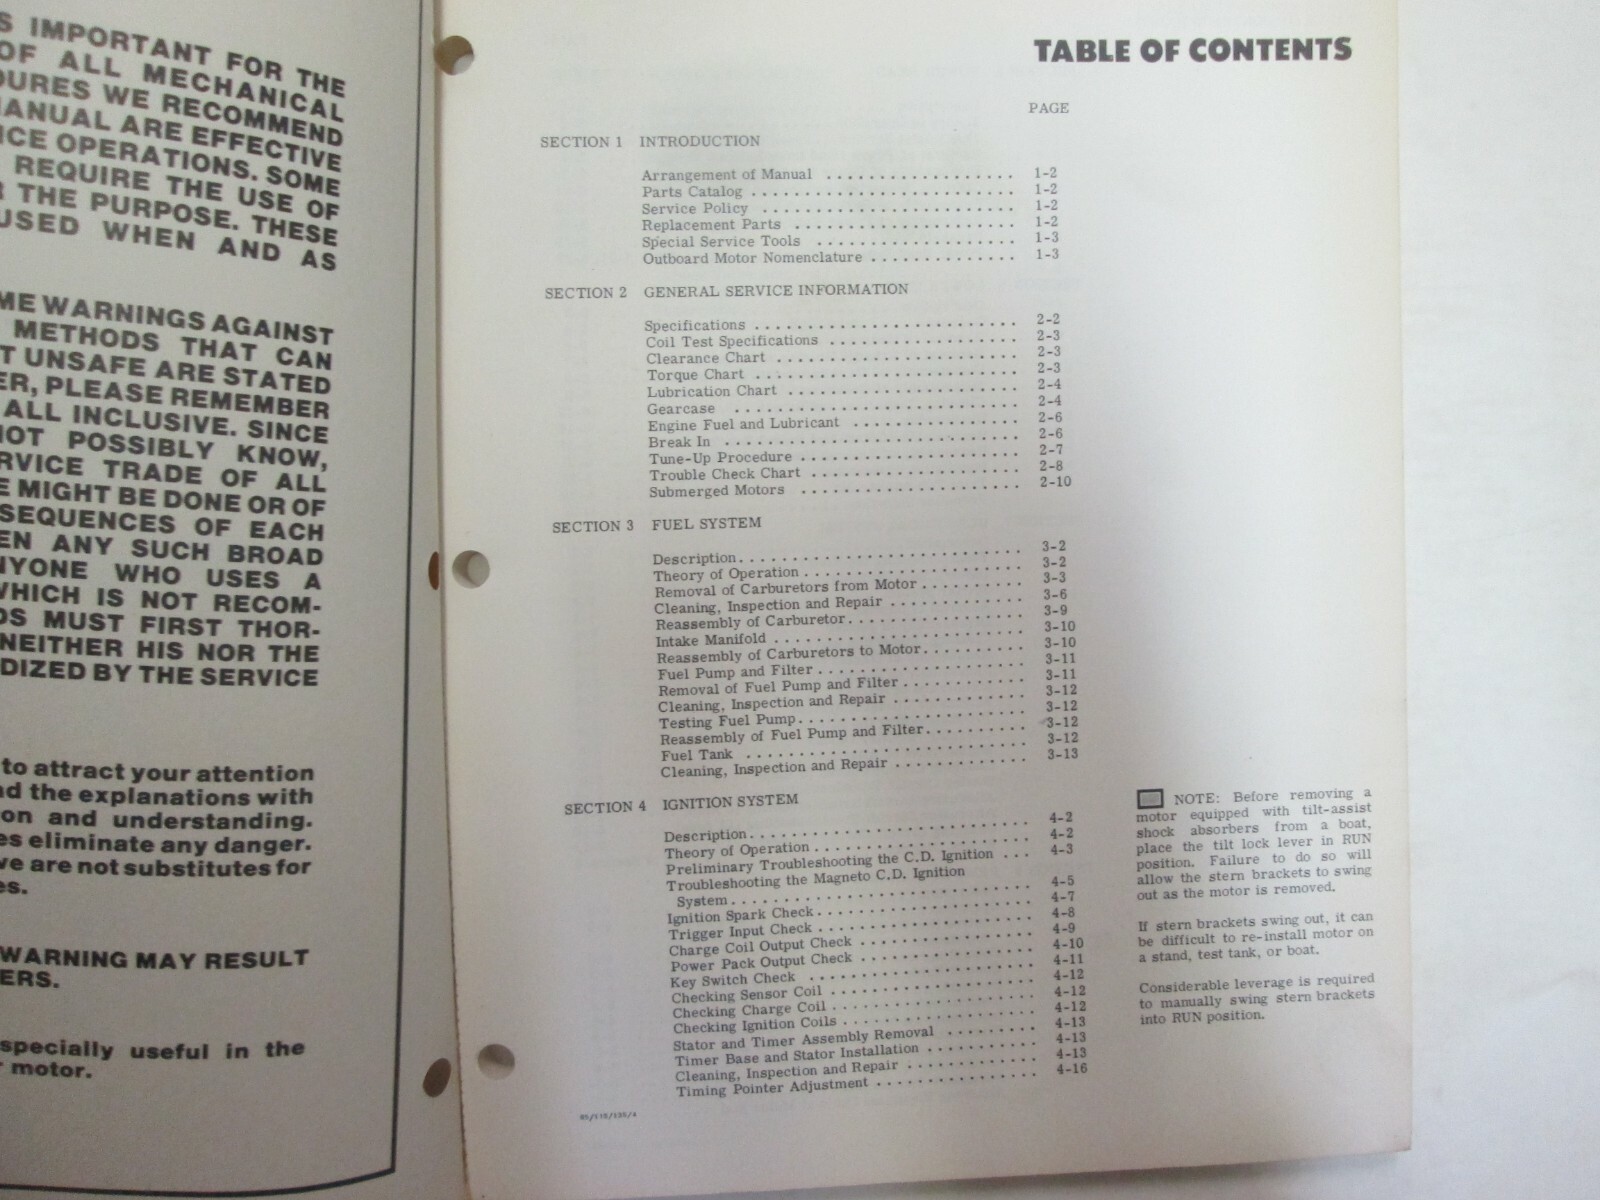 S IMPORTANT FOR THE
OF ALL MECHANICAL
DURES WE RECOMMEND
MANUAL ARE EFFECTIVE
ICE OPERATIONS. SOME
REQUIRE THE USE OF
R THE PURPOSE. THESE
USED WHEN AND AS
ME WARNINGS AGAINST
METHODS THAT CAN
T UNSAFE ARE STATED
ER, PLEASE REMEMBER
ALL INCLUSIVE. SINCE
NOT POSSIBLY KNOW,
RVICE TRADE OF ALL
E MIGHT BE DONE OR OF
SEQUENCES OF EACH
EN ANY SUCH BROAD
NYONE WHO USES A
WHICH IS NOT RECOM-
DS MUST FIRST THOR-
NEITHER HIS NOR THE
DIZED BY THE SERVICE
to attract your attention
nd the explanations with
on and understanding.
es eliminate any danger.
ve are not substitutes for
es.
WARNING MAY RESULT
ERS.
specially useful in the
r motor.
TABLE OF CONTENTS
PAGE
SECTION 1 INTRODUCTION
Arrangement of Manual . . . . . . . . . . . . . . . . . . 1-2
Parts Catalog . . . . . . . . . . . . . . . . . . . . . . . . . 1-2
Service Policy . . . . . . . . . . . . . . . . . . . . . . . . 1-2
Replacement Parts . . . . . . . . . . . . . . . . . . . . . 1-2
Special Service Tools . . . . . . . . . . . . . . . . . . . 1-3
Outboard Motor Nomenclature . . . . . . . . . . . . . . 1-3
SECTION 2 GENERAL SERVICE INFORMATION
Specifications . . . . . . . . . . . . . . . . . . . . . . . . . 2-2
Coil Test Specifications . . . . . . . . . . . . . . . . . . 2-3
Clearance Chart . . . . . . . . . . . . . . . . . . . . . . . 2-3
Torque Chart . . . . . . . . . . . . . . . . . . . . . . . . . 2-3
Lubrication Chart . . . . . . . . . . . . . . . . . . . . . . 2-4
Gearcase . . . . . . . . . . . . . . . . . . . . . . . . . . . 2-4
Engine Fuel and Lubricant . . . . . . . . . . . . . . . . 2-6
Break In . . . . . . . . . . . . . . . . . . . . . . . . . . . . 2-6
Tune-Up Procedure . . . . . . . . . . . . . . . . . . . . . 2-7
Trouble Check Chart . . . . . . . . . . . . . . . . . . . . 2-8
Submerged Motors . . . . . . . . . . . . . . . . . . . . . 2-10
SECTION 3 FUEL SYSTEM
Description. . . . . . . . . . . . . . . . . . . . . . . . . . . 3-2
Theory of Operation . . . . . . . . . . . . . . . . . . . . . 3-2
Removal of Carburetors from Motor . . . . . . . . . . 3-3
Cleaning, Inspection and Repair . . . . . . . . . . . . . 3-6
Reassembly of Carburetor. . . . . . . . . . . . . . . . . 3-9
Intake Manifold . . . . . . . . . . . . . . . . . . . . . . . . 3-10
Reassembly of Carburetors to Motor. . . . . . . . . . 3-10
Fuel Pump and Filter . . . . . . . . . . . . . . . . . . . . 3-11
Removal of Fuel Pump and Filter . . . . . . . . . . . . 3-11
Cleaning, Inspection and Repair . . . . . . . . . . . . . 3-12
Testing Fuel Pump. . . . . . . . . . . . . . . . . . . . . . 3-12
Reassembly of Fuel Pump and Filter. . . . . . . . . . 3-12
Fuel Tank . . . . . . . . . . . . . . . . . . . . . . . . . . . 3-12
Cleaning, Inspection and Repair . . . . . . . . . . . . . 3-13
SECTION 4 IGNITION SYSTEM
Description. . . . . . . . . . . . . . . . . . . . . . . . . . . 4-2
Theory of Operation . . . . . . . . . . . . . . . . . . . . . 4-2
Preliminary Troubleshooting the C.D. Ignition . . . 4-3
Troubleshooting the Magneto C.D. Ignition
System. . . . . . . . . . . . . . . . . . . . . . . . . . . . . 4-5
Ignition Spark Check. . . . . . . . . . . . . . . . . . . . . 4-7
Trigger Input Check . . . . . . . . . . . . . . . . . . . . . 4-8
Charge Coil Output Check . . . . . . . . . . . . . . . . . 4-9
Power Pack Output Check . . . . . . . . . . . . . . . . . 4-10
Key Switch Check . . . . . . . . . . . . . . . . . . . . . . 4-11
Checking Sensor Coil . . . . . . . . . . . . . . . . . . . . 4-12
Checking Charge Coil . . . . . . . . . . . . . . . . . . . . 4-12
Checking Ignition Coils . . . . . . . . . . . . . . . . . . . 4-12
Stator and Timer Assembly Removal . . . . . . . . . 4-13
Timer Base and Stator Installation . . . . . . . . . . . 4-13
Cleaning, Inspection and Repair . . . . . . . . . . . . . 4-13
Timing Pointer Adjustment . . . . . . . . . . . . . . . . 4-16
NOTE: Before removing a
motor equipped with tilt-assist
shock absorbers from a boat,
place the tilt lock lever in RUN
position. Failure to do so will
allow the stern brackets to swing
out as the motor is removed.
If stern brackets swing out, it can
be difficult to re-install motor on
a stand, test tank, or boat.
Considerable leverage is required
to manually swing stern brackets
into RUN position.